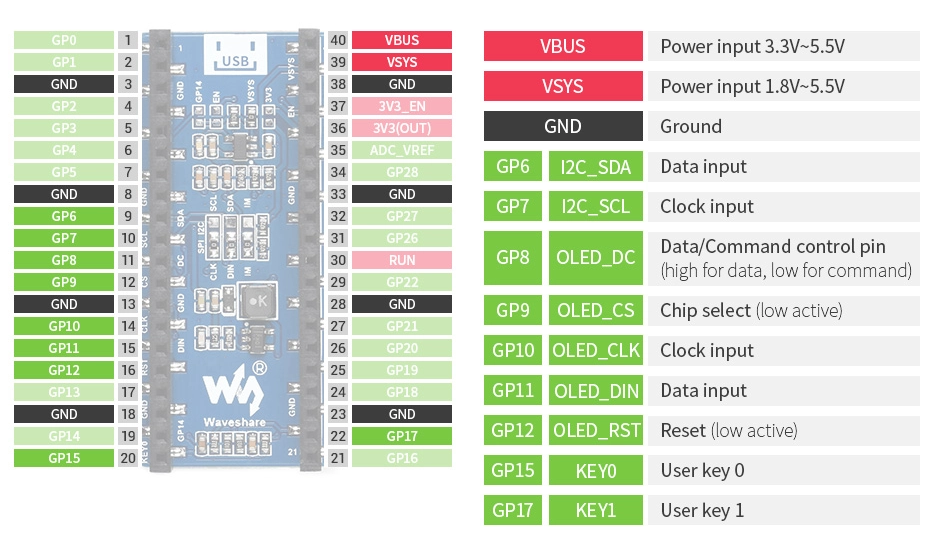 GP0 1 40 VBUS
GP1 2 39 VSYS
GND 3 38 GND
GP2 4 37 3V3_EN
GP3 5 36 3V3(OUT)
GP4 6 35 ADC_VREF
GP5 7 34 GP28
GND 8 33 GND
GP6 9 32 GP27
GP7 10 31 GP26
GP8 11 30 RUN
GP9 12 29 GP22
GND 13 28 GND
GP10 14 27 GP21
GP11 15 26 GP20
GP12 16 25 GP19
GP13 17 24 GP18
GND 18 23 GND
GP14 19 22 GP17
GP15 20 21 GP16
1
USB
VSYS
GND
GP14
EN
VSYS
3V3
EN
GND
GND
SCL
SDA
IM
SDA
SCL
SPI I2C
DC
CS
CLK
DIN
IM
GND
K
CLK
DIN
RST
®
GND
GND
Waveshare
GP14
KEY0
21
VBUS Power input 3.3V~5.5V
VSYS Power input 1.8V~5.5V
GND Ground
GP6 I2C_SDA Data input
GP7 I2C_SCL Clock input
GP8 OLED_DC Data/Command control pin
(high for data, low for command)
GP9 OLED_CS Chip select (low active)
GP10 OLED_CLK Clock input
GP11 OLED_DIN Data input
GP12 OLED_RST Reset (low active)
GP15 KEY0 User key 0
GP17 KEY1 User key 1